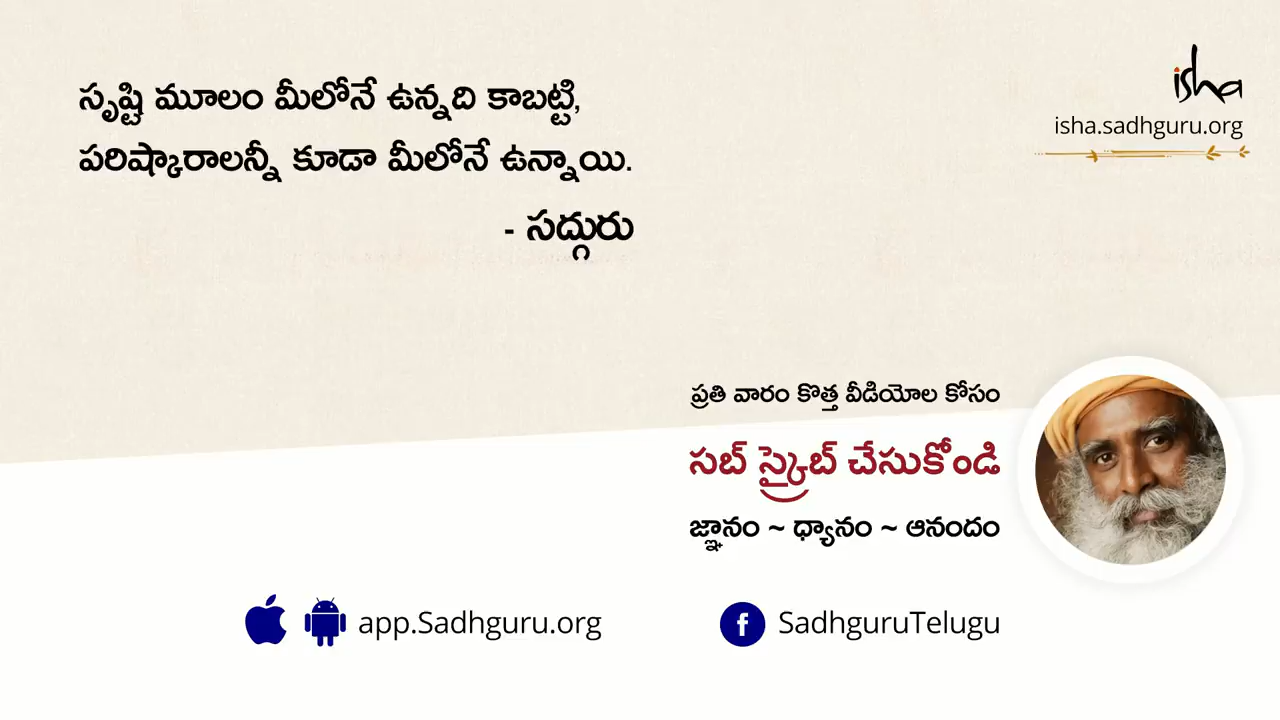 సృష్టి మూలం మీలోనే ఉన్నది కాబట్టి,
పరిష్కారాలన్నీ కూడా మీలోనే ఉన్నాయి.
- సద్గురు
isha
isha.sadhguru.org
ప్రతి వారం కొత్త వీడియోల కోసం
సబ్ స్క్రైబ్ చేసుకోండి
జ్ఞానం ~ ధ్యానం ~ ఆనందం
app.Sadhguru.org
SadhguruTelugu